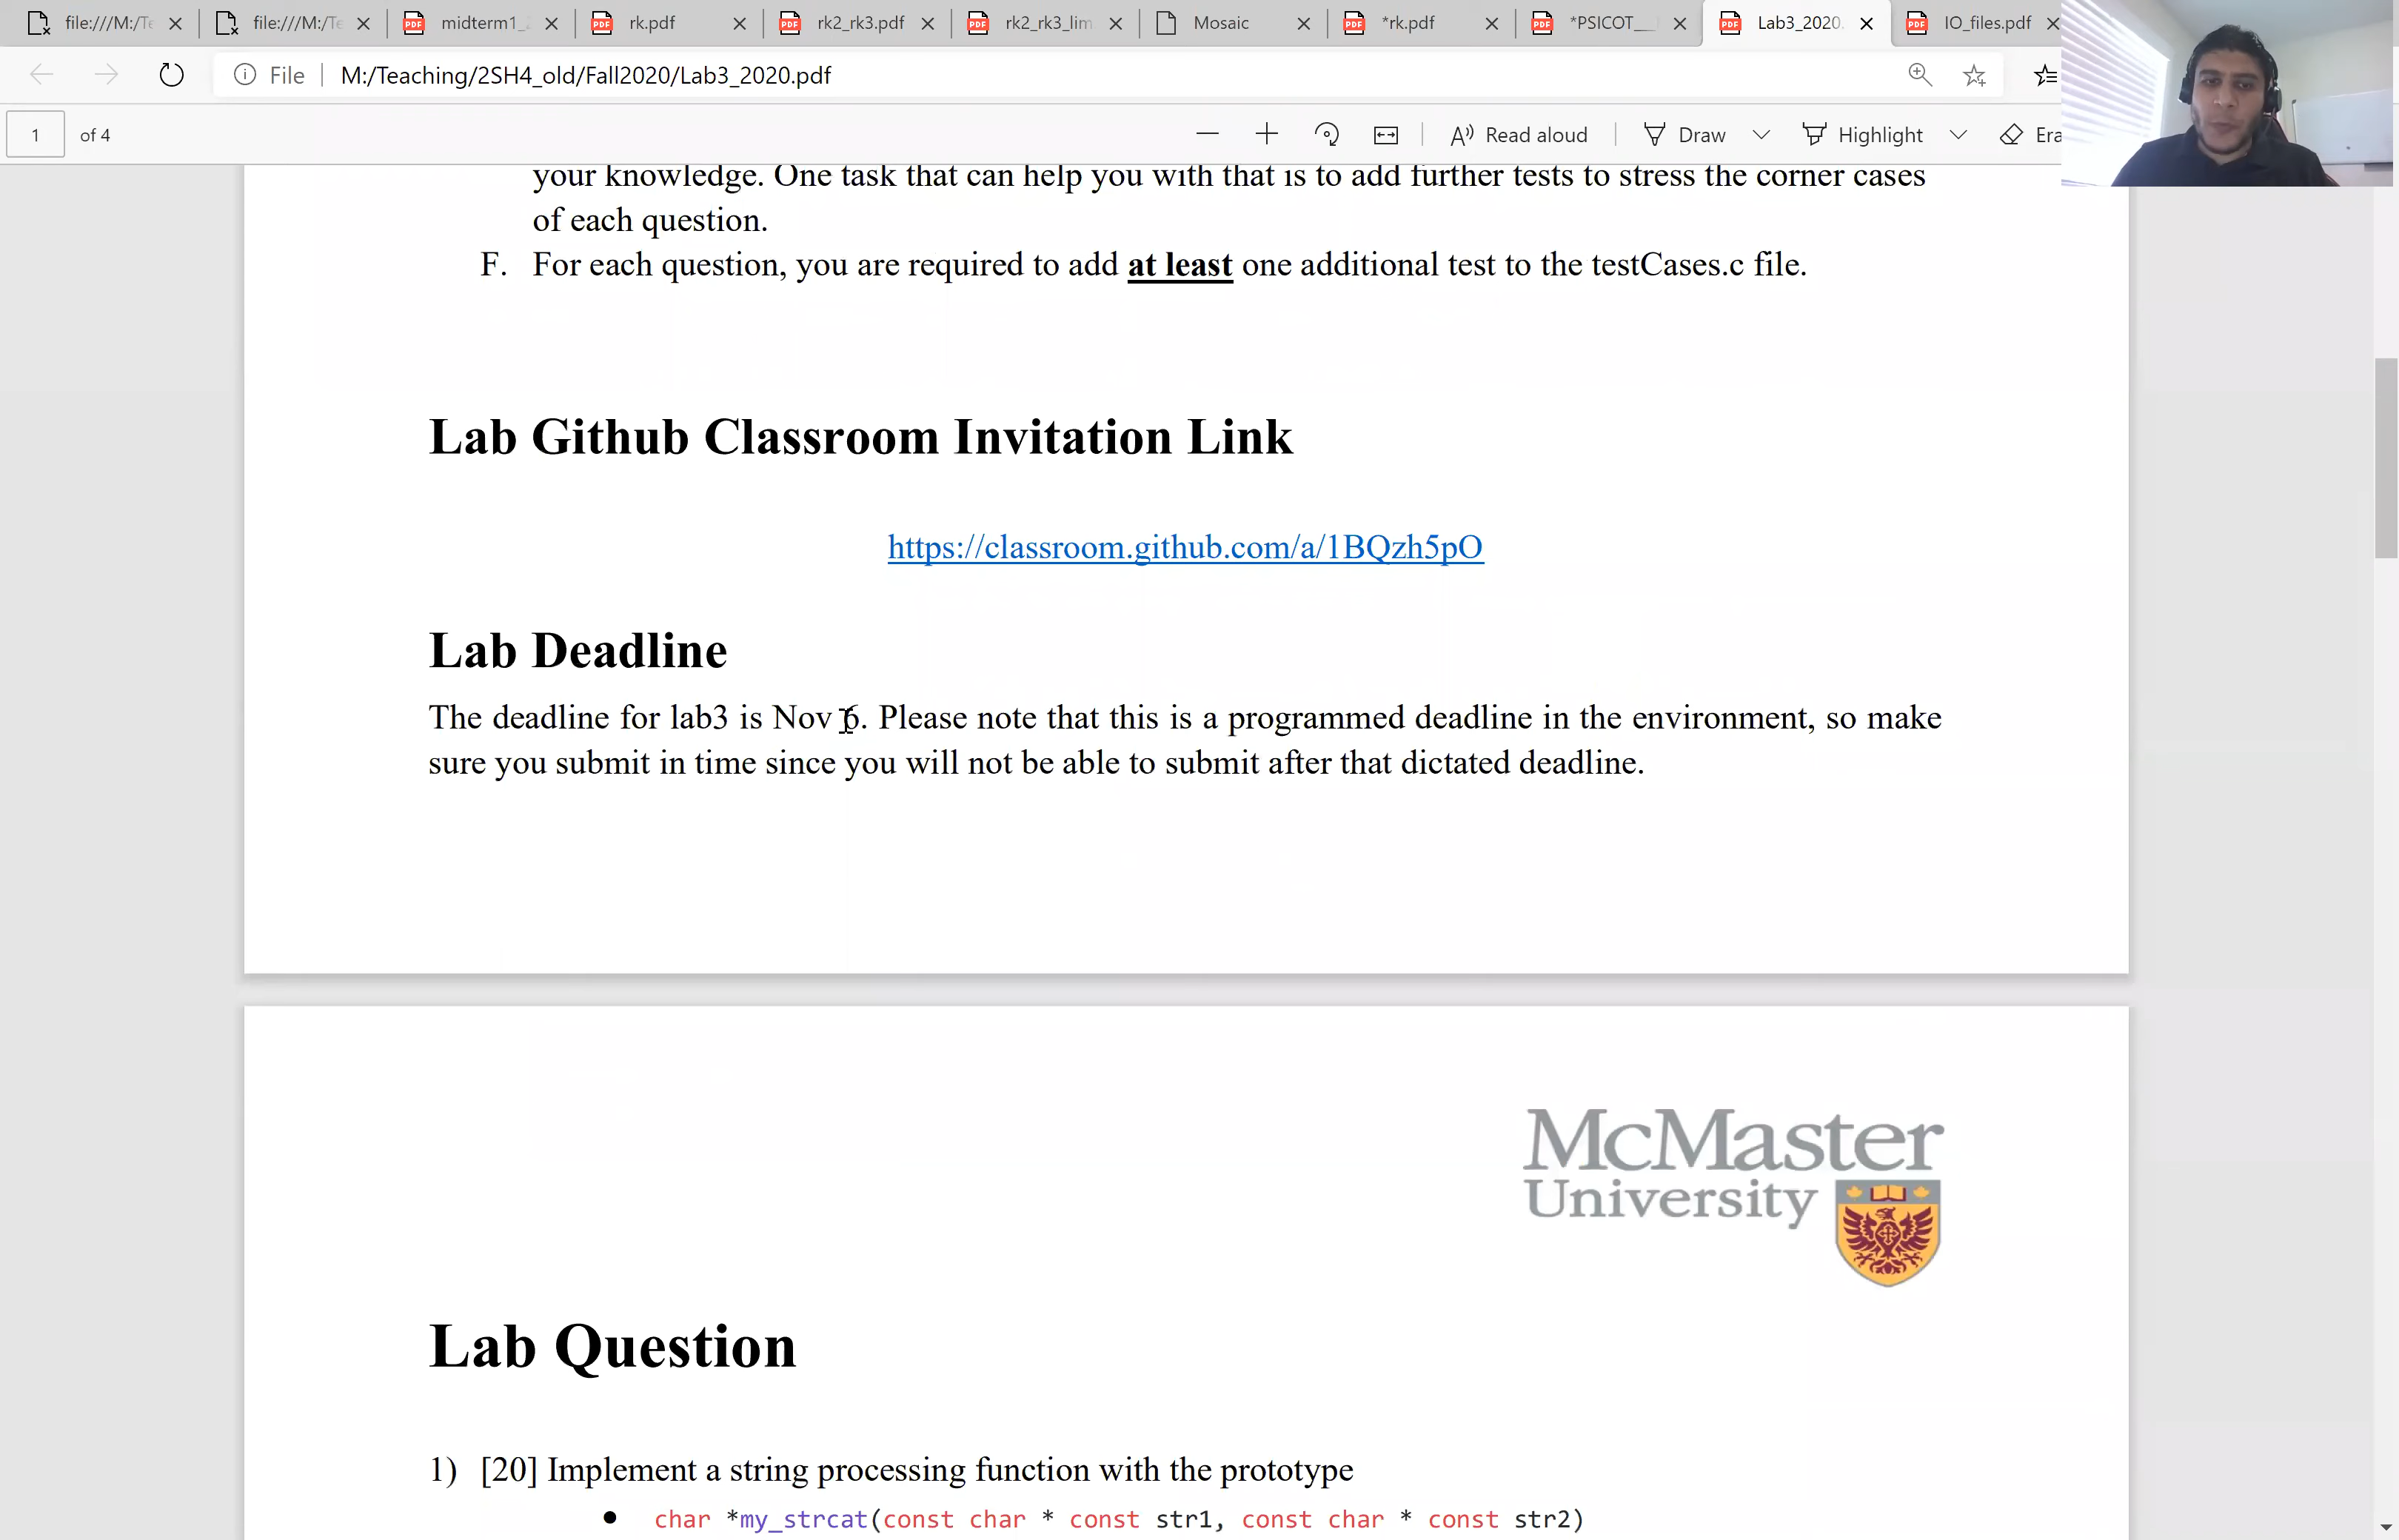 file:///M:/Te
file:///M:/Te
midterm1_2
rk.pdf
rk2_rk3.pdf
rk2_rk3_lim
Mosaic
*rk.pdf
*PSICOT__
Lab3_2020.
IO_files.pdf
File
M:/Teaching/2SH4_old/Fall2020/Lab3_2020.pdf
1 of 4
Read aloud
Draw
Highlight
Era
your knowledge. One task that can help you with that is to add further tests to stress the corner cases
of each question.
F. For each question, you are required to add at least one additional test to the testCases.c file.
Lab Github Classroom Invitation Link
https://classroom.github.com/a/1BQzh5pO
Lab Deadline
The deadline for lab3 is Nov 6. Please note that this is a programmed deadline in the environment, so make
sure you submit in time since you will not be able to submit after that dictated deadline.
McMaster
University
Lab Question
1) [20] Implement a string processing function with the prototype
• char *my_strcat(const char * const str1, const char * const str2)